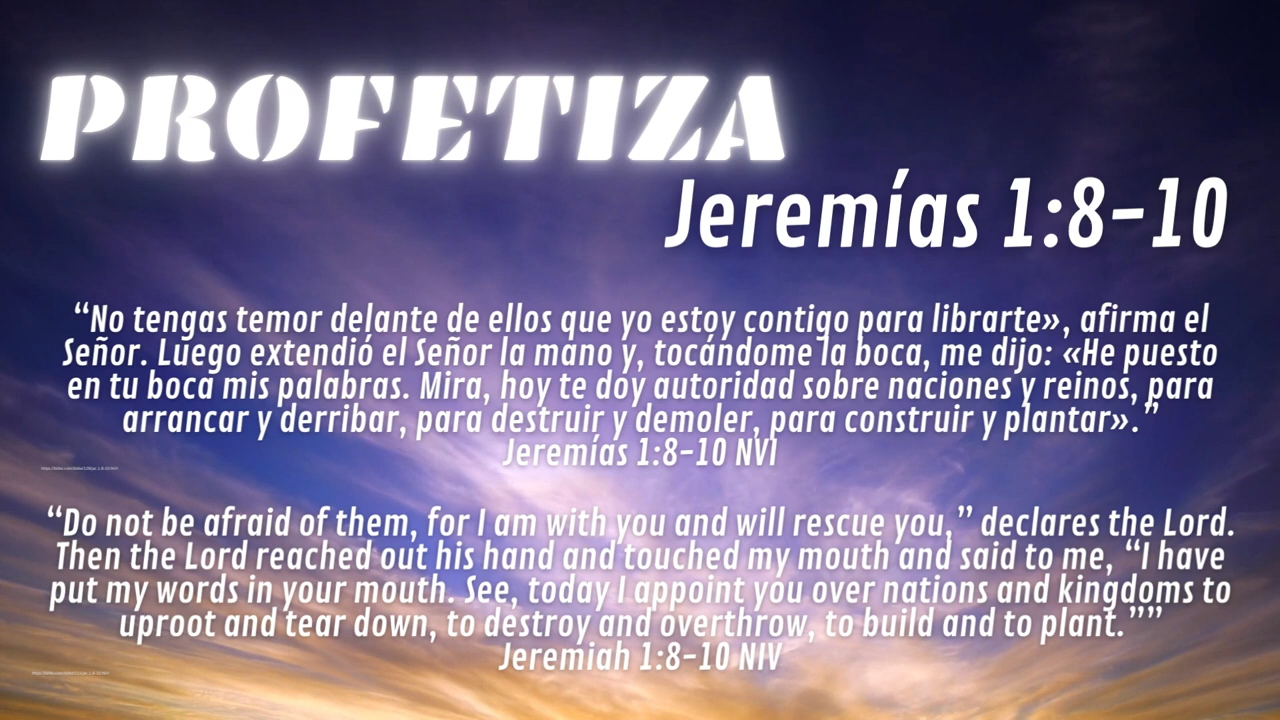 PROFETIZA
Jeremías 1:8-10
“No tengas temor delante de ellos que yo estoy contigo para librarte», afirma el
Señor. Luego extendió el Señor la mano y, tocándome la boca, me dijo: «He puesto
en tu boca mis palabras. Mira, hoy te doy autoridad sobre naciones y reinos, para
arrancar y derribar, para destruir y demoler, para construir y plantar».”
Jeremías 1:8-10 NVI
“Do not be afraid of them, for I am with you and will rescue you,” declares the Lord.
Then the Lord reached out his hand and touched my mouth and said to me, “I have
put my words in your mouth. See, today I appoint you over nations and kingdoms to
uproot and tear down, to destroy and overthrow, to build and to plant.””
Jeremiah 1:8-10 NIV